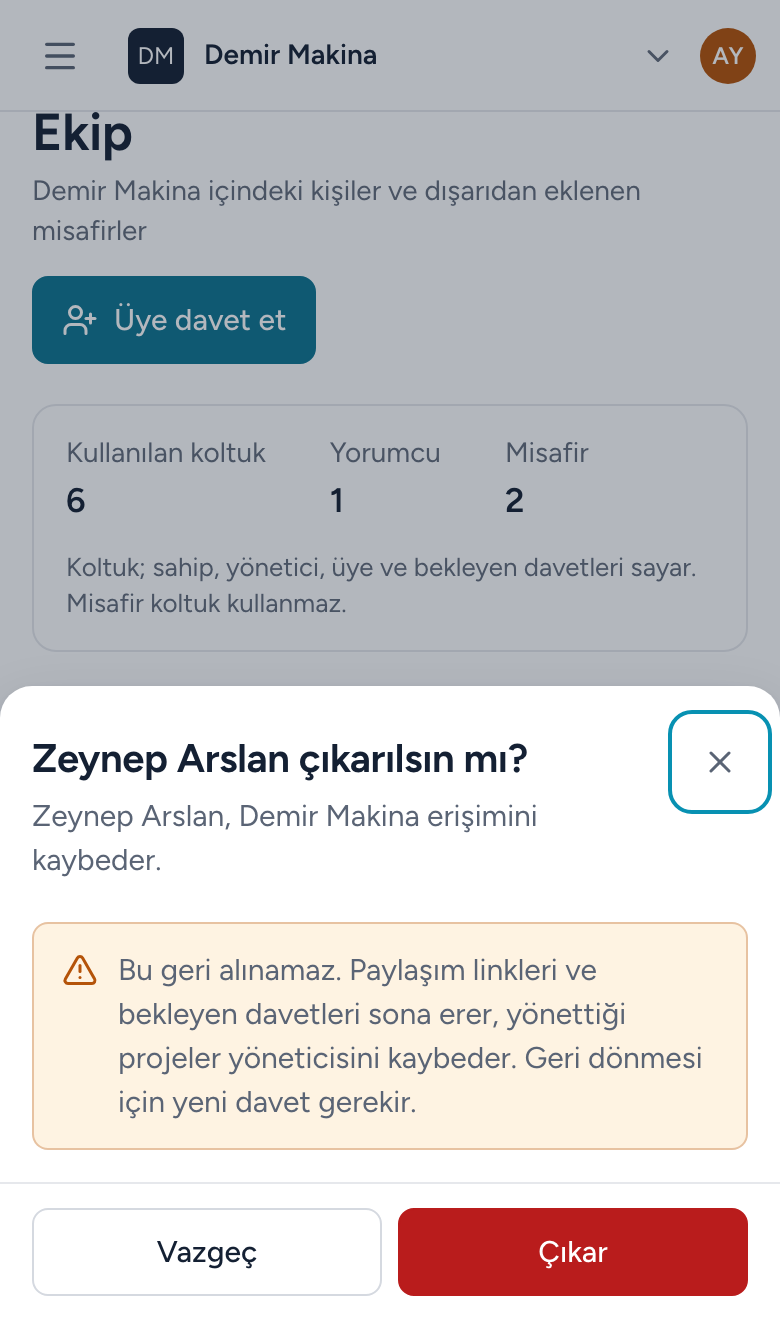 DM Demir Makina AY
Ekip
Demir Makina içindeki kişiler ve dışarıdan eklenen
misafirler
Üye davet et
Kullanılan koltuk Yorumcu Misafir
6 1 2
Koltuk; sahip, yönetici, üye ve bekleyen davetleri sayar.
Misafir koltuk kullanmaz.
Zeynep Arslan çıkarılsın mı?
Zeynep Arslan, Demir Makina erişimini
kaybeder.
Bu geri alınamaz. Paylaşım linkleri ve
bekleyen davetleri sona erer, yönettiği
projeler yöneticisini kaybeder. Geri dönmesi
için yeni davet gerekir.
Vazgeç Çıkar